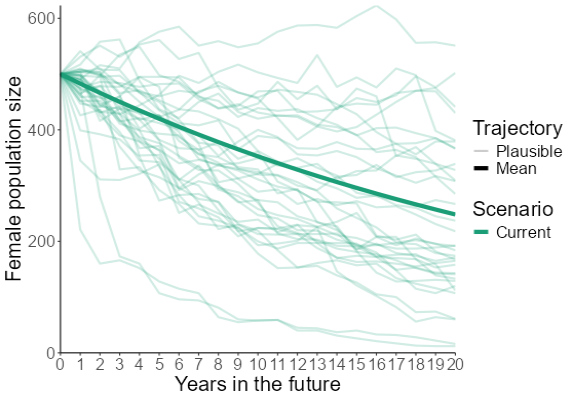 Female population size
600
400
200
0
0 1 2 3 4 5 6 7 8 9 10 11 12 13 14 15 16 17 18 19 20
Years in the future
Trajectory
Plausible
Mean
Scenario
Current